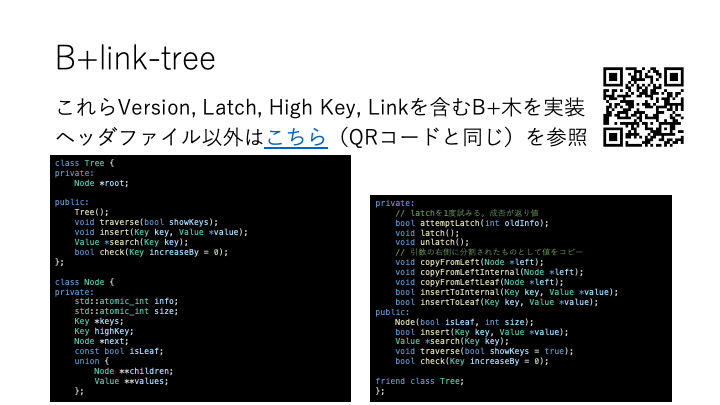 B+link-tree
これらVersion, Latch, High Key, Linkを含むB+木を実装
ヘッダファイル以外はこちら（QRコードと同じ）を参照
class Tree {
private:
    Node *root;

public:
    Tree();
    void traverse(bool showKeys);
    void insert(Key key, Value *value);
    Value *search(Key key);
    bool check(Key increaseBy = 0);
};

class Node {
private:
    std::atomic_int info;
    std::atomic_int size;
    Key *keys;
    Key highKey;
    Node *next;
    const bool isLeaf;
    union {
        Node **children;
        Value **values;
    };
private:
    // latchを1度試みる。成否が返り値
    bool attemptLatch(int oldInfo);
    void latch();
    void unlatch();
    // 引数の右側に分割されたものとして値をコピー
    void copyFromLeft(Node *left);
    void copyFromLeftInternal(Node *left);
    void copyFromLeftLeaf(Node *left);
    bool insertToInternal(Key key, Value *value);
    bool insertToLeaf(Key key, Value *value);
public:
    Node(bool isLeaf, int size);
    bool insert(Key key, Value *value);
    Value *search(Key key);
    void traverse(bool showKeys = true);
    bool check(Key increaseBy = 0);

friend class Tree;
};